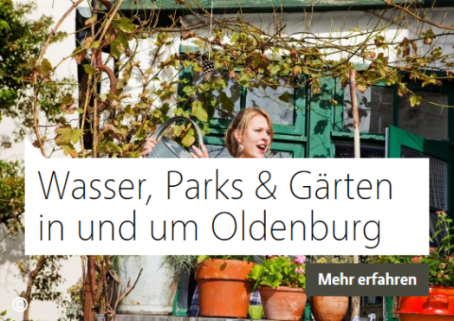 Wasser, Parks & Gärten
in und um Oldenburg
Mehr erfahren
©